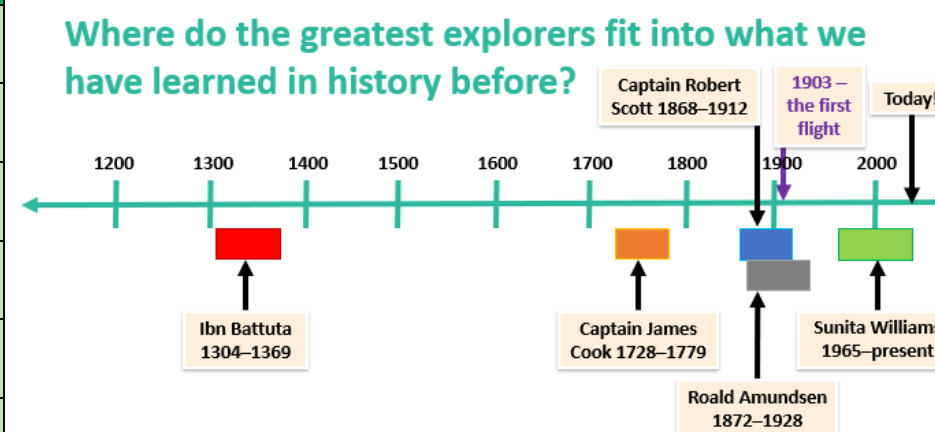 Where do the greatest explorers fit into what we
have learned in history before?
Captain Robert
Scott 1868–1912
1903 –
the first
flight
Today!
1200
1300
1400
1500
1600
1700
1800
1900
2000
Ibn Battuta
1304–1369
Captain James
Cook 1728–1779
Sunita Williams
1965–present
Roald Amundsen
1872–1928